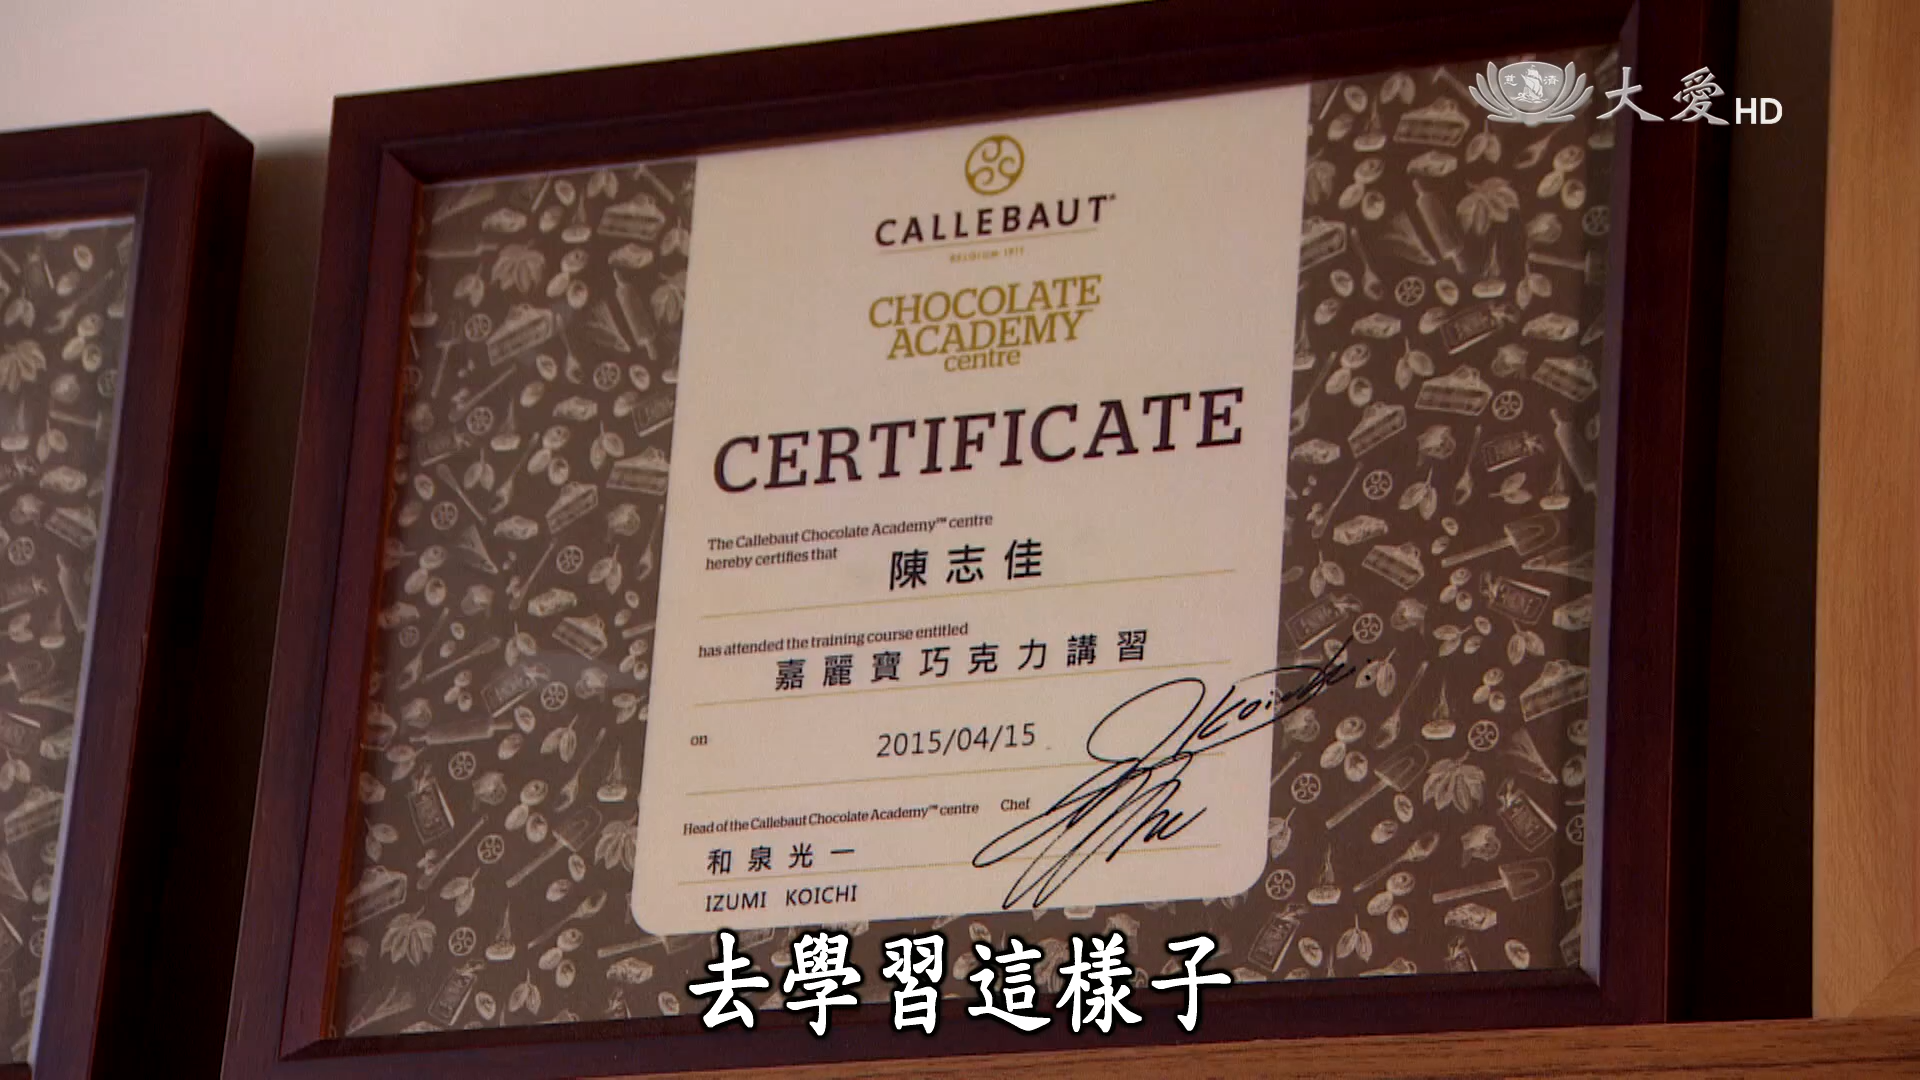 慈濟
大愛HD
CALLEBAUT
BELGIUM 1911
CHOCOLATE
ACADEMY
centre
CERTIFICATE
The Callebaut Chocolate Academy™ centre
hereby certifies that 陳志佳
has attended the training course entitled
嘉麗寶巧克力講習
on 2015/04/15
Head of the Callebaut Chocolate Academy™ centre Chef
和泉光一
IZUMI KOICHI
去學習這樣子